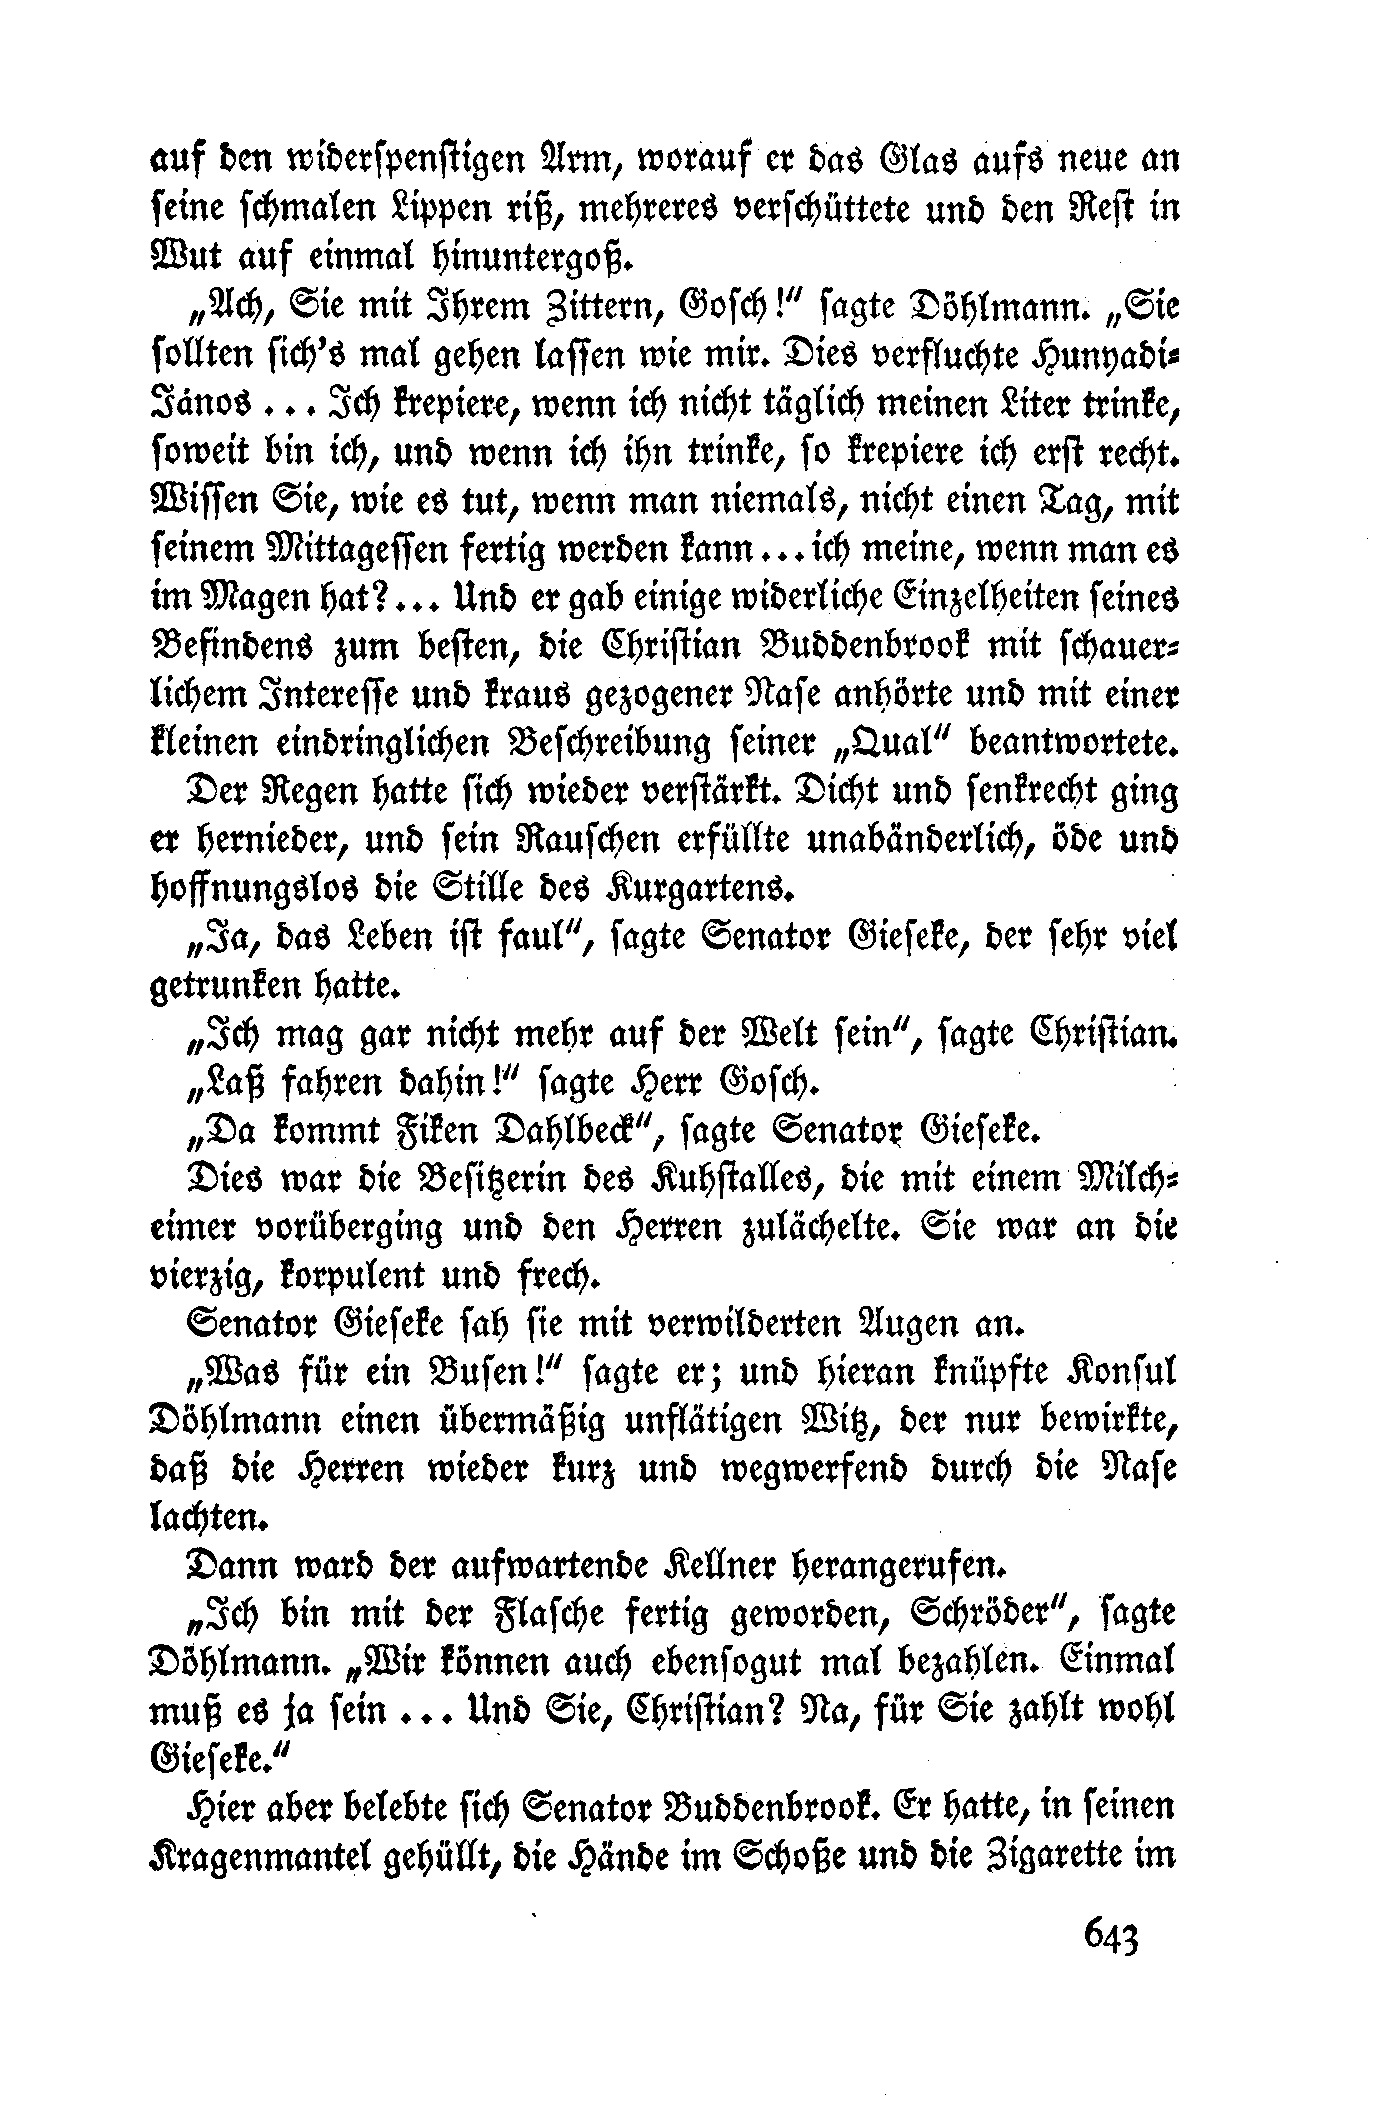 auf den widerspenstigen Arm, worauf er das Glas aufs neue an
seine schmalen Lippen riß, mehreres verschüttete und den Rest in
Wut auf einmal hinuntergoß.
„Ach, Sie mit Ihrem Zittern, Gosch!“ sagte Döhlmann. „Sie
sollten sich's mal gehen lassen wie mir. Dies verfluchte Hunyadi-
János ... Ich krepiere, wenn ich nicht täglich meinen Liter trinke,
soweit bin ich, und wenn ich ihn trinke, so krepiere ich erst recht.
Wissen Sie, wie es tut, wenn man niemals, nicht einen Tag, mit
seinem Mittagessen fertig werden kann ... ich meine, wenn man es
im Magen hat? ... Und er gab einige widerliche Einzelheiten seines
Befindens zum besten, die Christian Buddenbrook mit schauer-
lichem Interesse und kraus gezogener Nase anhörte und mit einer
kleinen eindringlichen Beschreibung seiner „Qual“ beantwortete.
Der Regen hatte sich wieder verstärkt. Dicht und senkrecht ging
er hernieder, und sein Rauschen erfüllte unabänderlich, öde und
hoffnungslos die Stille des Kurgartens.
„Ja, das Leben ist faul“, sagte Senator Gieseke, der sehr viel
getrunken hatte.
„Ich mag gar nicht mehr auf der Welt sein“, sagte Christian.
„Laß fahren dahin!“ sagte Herr Gosch.
„Da kommt Fiken Dahlbeck“, sagte Senator Gieseke.
Dies war die Besitzerin des Kuhstalles, die mit einem Milch-
eimer vorüberging und den Herren zulächelte. Sie war an die
vierzig, korpulent und frech.
Senator Gieseke sah sie mit verwilderten Augen an.
„Was für ein Busen!“ sagte er; und hieran knüpfte Konsul
Döhlmann einen übermäßig unflätigen Witz, der nur bewirkte,
daß die Herren wieder kurz und wegwerfend durch die Nase
lachten.
Dann ward der aufwartende Kellner herangerufen.
„Ich bin mit der Flasche fertig geworden, Schröder“, sagte
Döhlmann. „Wir können auch ebensogut mal bezahlen. Einmal
muß es ja sein ... Und Sie, Christian? Na, für Sie zahlt wohl
Gieseke.“
Hier aber belebte sich Senator Buddenbrook. Er hatte, in seinen
Kragenmantel gehüllt, die Hände im Schoße und die Zigarette im
643